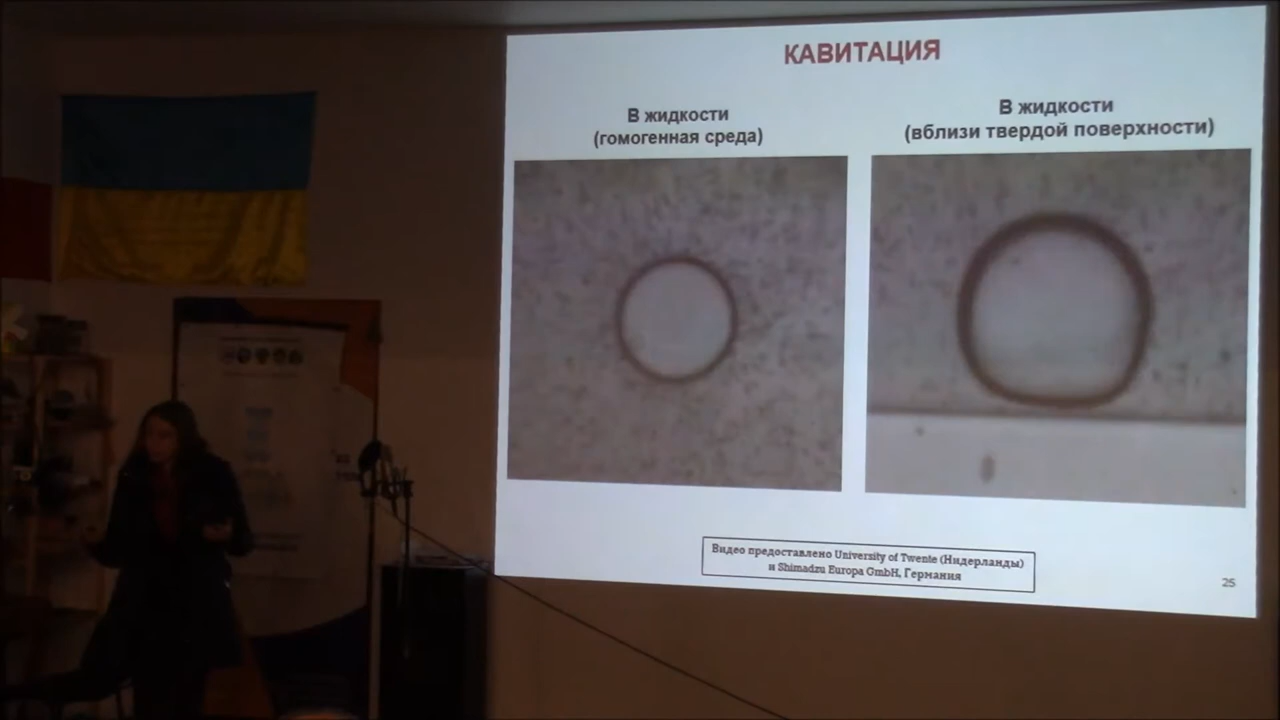 КАВИТАЦИЯ
В жидкости
(гомогенная среда)
В жидкости
(вблизи твердой поверхности)
Видео предоставлено University of Twente (Нидерланды)
и Shimadzu Europa GmbH, Германия
25